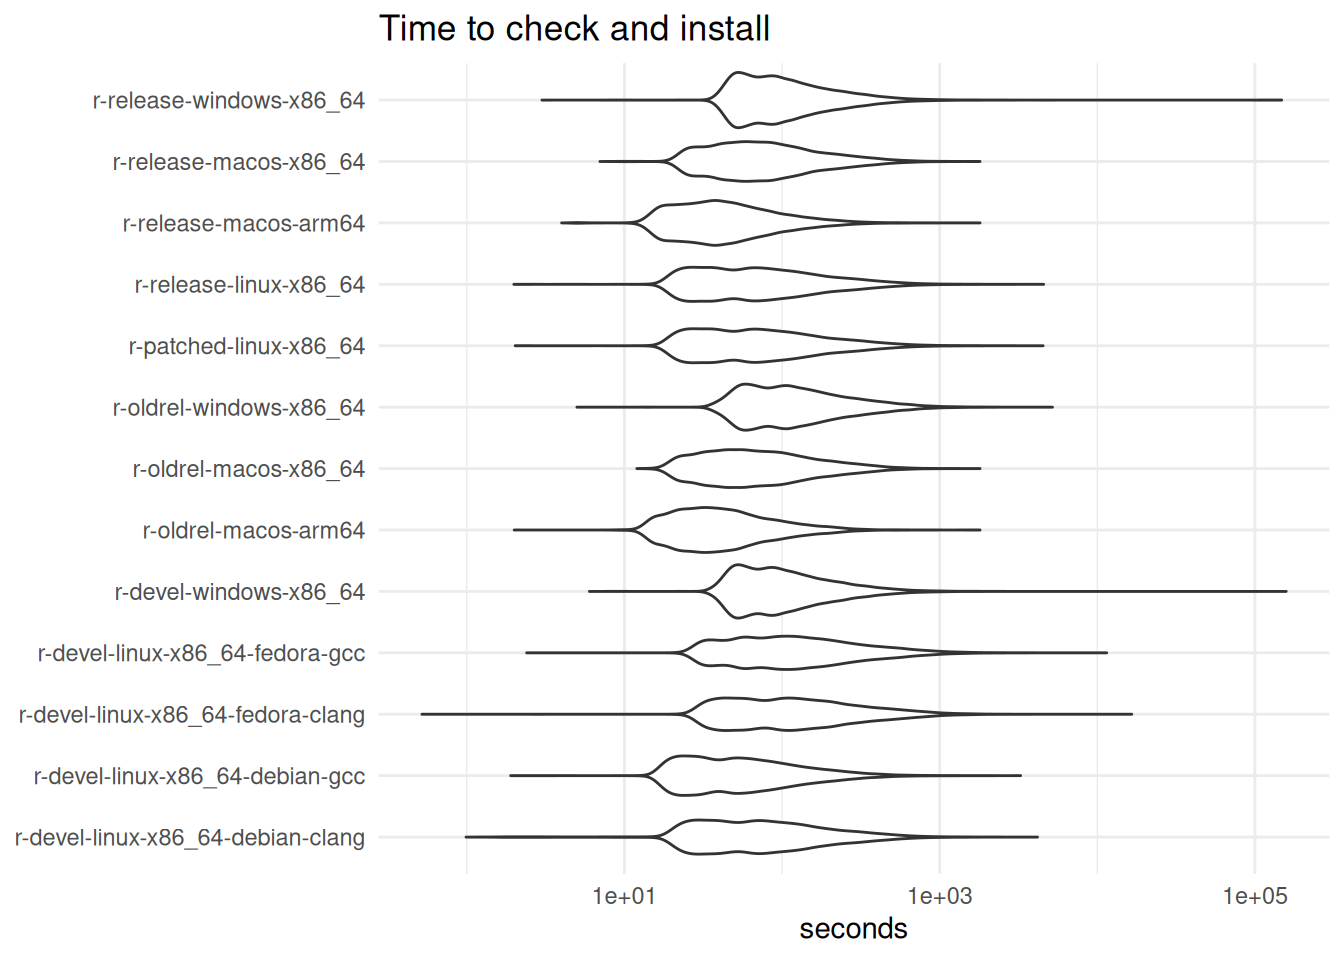 Time to check and install
r-release-windows-x86_64
r-release-macos-x86_64
r-release-macos-arm64
r-release-linux-x86_64
r-patched-linux-x86_64
r-oldrel-windows-x86_64
r-oldrel-macos-x86_64
r-oldrel-macos-arm64
r-devel-windows-x86_64
r-devel-linux-x86_64-fedora-gcc
r-devel-linux-x86_64-fedora-clang
r-devel-linux-x86_64-debian-gcc
r-devel-linux-x86_64-debian-clang
1e+01 1e+03 1e+05
seconds